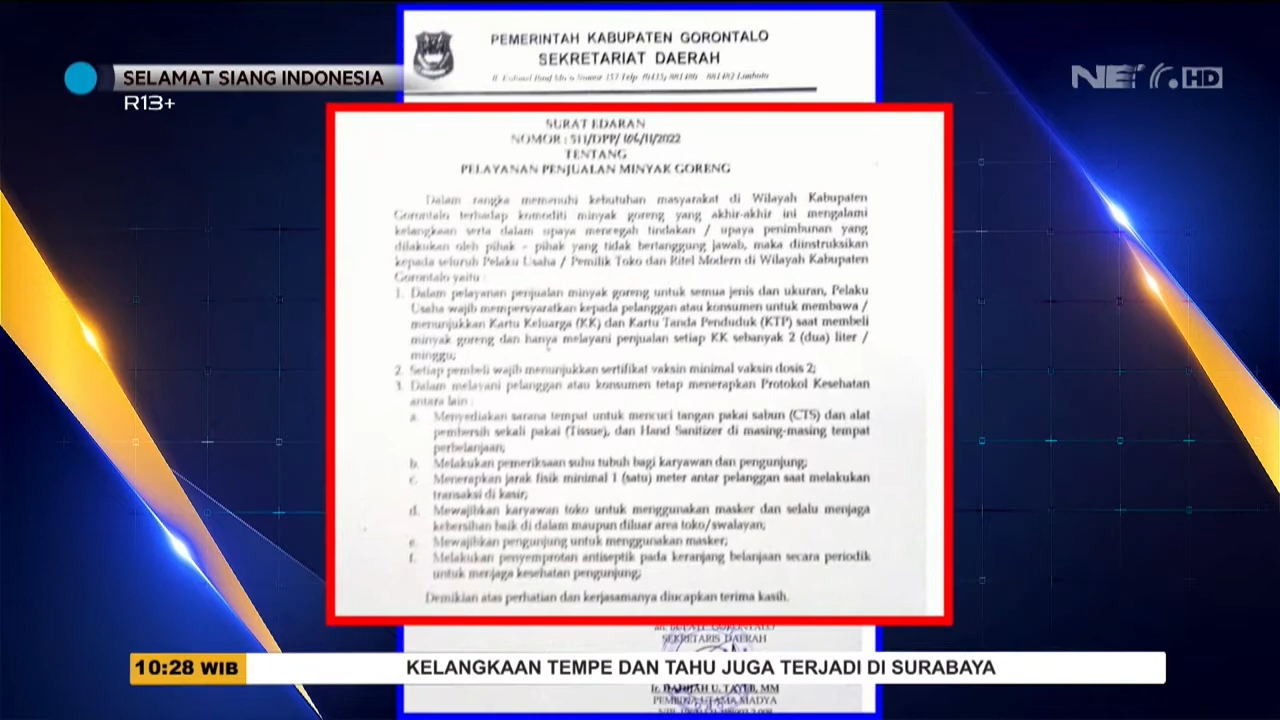 PEMERINTAH KABUPATEN GORONTALO
SEKRETARIAT DAERAH
SELAMAT SIANG INDONESIA
R13+
NET. HD
SURAT EDARAN
NOMOR : 511/DPP/106/II/2022
TENTANG
PELAYANAN PENJUALAN MINYAK GORENG
Dalam rangka memenuhi kebutuhan masyarakat di Wilayah Kabupaten
Gorontalo terhadap komoditi minyak goreng yang akhir-akhir ini mengalami
kelangkaan serta dalam upaya mencegah tindakan / upaya penimbunan yang
dilakukan oleh pihak - pihak yang tidak bertanggung jawab, maka diinstruksikan
kepada seluruh Pelaku Usaha / Pemilik Toko dan Ritel Modern di Wilayah Kabupaten
Gorontalo yaitu :
1. Dalam pelayanan penjualan minyak goreng untuk semua jenis dan ukuran, Pelaku
Usaha wajib mempersyaratkan kepada pelanggan atau konsumen untuk membawa /
menunjukkan Kartu Keluarga (KK) dan Kartu Tanda Penduduk (KTP) saat membeli
minyak goreng dan hanya melayani penjualan setiap KK sebanyak 2 (dua) liter /
minggu;
2. Setiap pembeli wajib menunjukkan sertifikat vaksin minimal vaksin dosis 2;
3. Dalam melayani pelanggan atau konsumen tetap menerapkan Protokol Kesehatan
antara lain :
a. Menyediakan sarana tempat untuk mencuci tangan pakai sabun (CTS) dan alat
pembersih sekali pakai (Tissue), dan Hand Sanitizer di masing-masing tempat
perbelanjaan;
b. Melakukan pemeriksaan suhu tubuh bagi karyawan dan pengunjung;
c. Menerapkan jarak fisik minimal 1 (satu) meter antar pelanggan saat melakukan
transaksi di kasir;
d. Mewajibkan karyawan toko untuk menggunakan masker dan selalu menjaga
kebersihan baik di dalam maupun diluar area toko/swalayan;
e. Mewajibkan pengunjung untuk menggunakan masker;
f. Melakukan penyemprotan antiseptik pada keranjang belanjaan secara periodik
untuk menjaga kesehatan pengunjung;
Demikian atas perhatian dan kerjasamanya diucapkan terima kasih.
an. BUPATI GORONTALO
SEKRETARIS DAERAH
10:28 WIB
KELANGKAAN TEMPE DAN TAHU JUGA TERJADI DI SURABAYA
PEMBINA UTAMA MADYA